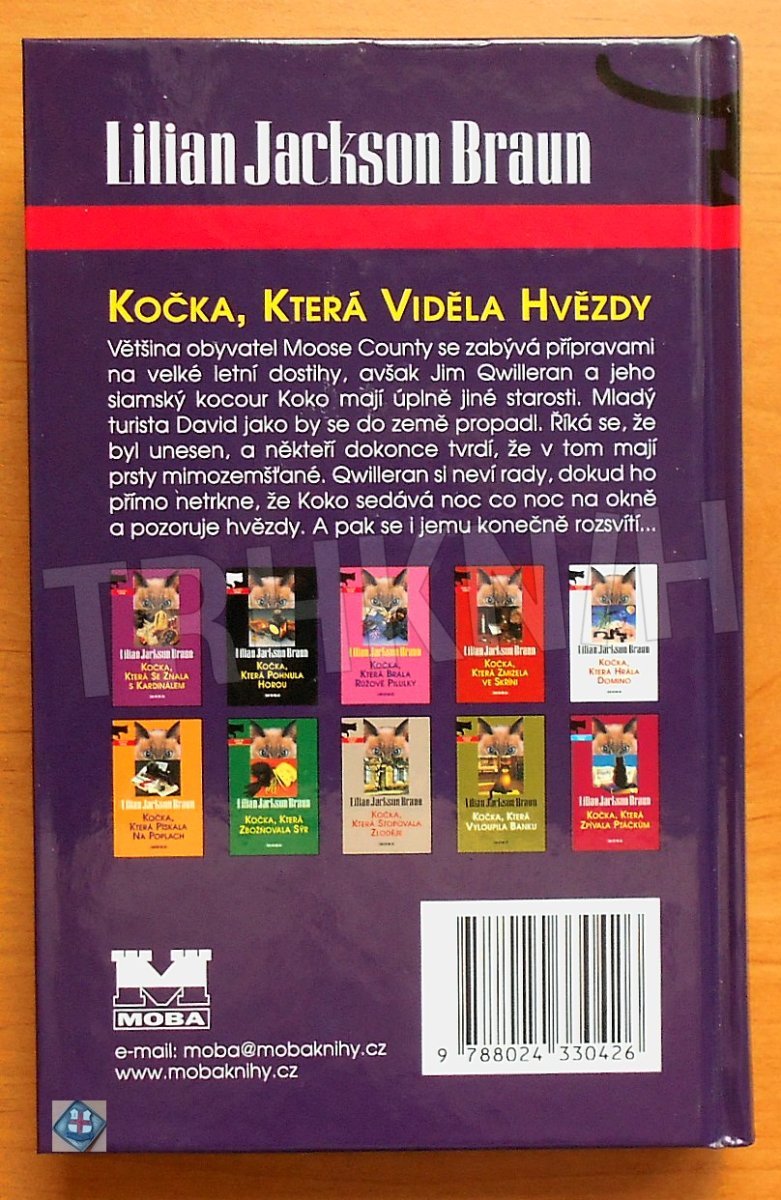 Lilian Jackson Braun
KOČKA, KTERÁ VIDĚLA HVĚZDY
Většina obyvatel Moose County se zabývá přípravami
na velké letní dostihy, avšak Jim Qwilleran a jeho
siamský kocour Koko mají úplně jiné starosti. Mladý
turista David jako by se do země propadl. Říká se, že
byl unesen, a někteří dokonce tvrdí, že v tom mají
prsty mimozemšťané. Qwilleran si neví rady, dokud ho
přímo netrkne, že Koko sedává noc co noc na okně
a pozoruje hvězdy. A pak se i jemu konečně rozsvítí...
TRHKNIH
Lilian Jackson Braun
KOČKA,
KTERÁ SE ZNALA
S KARDINÁLEM
Lilian Jackson Braun
KOČKA,
KTERÁ POHNULA
HOROU
Lilian Jackson Braun
KOČKA,
KTERÁ BRALA
RŮŽOVÉ PILULKY
Lilian Jackson Braun
KOČKA,
KTERÁ ZMIZELA
VE SKŘÍNI
Lilian Jackson Braun
KOČKA,
KTERÁ HRÁLA
DOMINO
Lilian Jackson Braun
KOČKA,
KTERÁ PÍSKALA
NA POPLACH
Lilian Jackson Braun
KOČKA, KTERÁ
ZBOŽŇOVALA SÝR
Lilian Jackson Braun
KOČKA,
KTERÁ STOPOVALA
ZLODĚJE
Lilian Jackson Braun
KOČKA, KTERÁ
VYLOUPILA BANKU
Lilian Jackson Braun
KOČKA, KTERÁ
ZPÍVALA PTÁČKŮM
MOBA
e-mail: moba@mobaknihy.cz
www.mobaknihy.cz
9 788024 330426